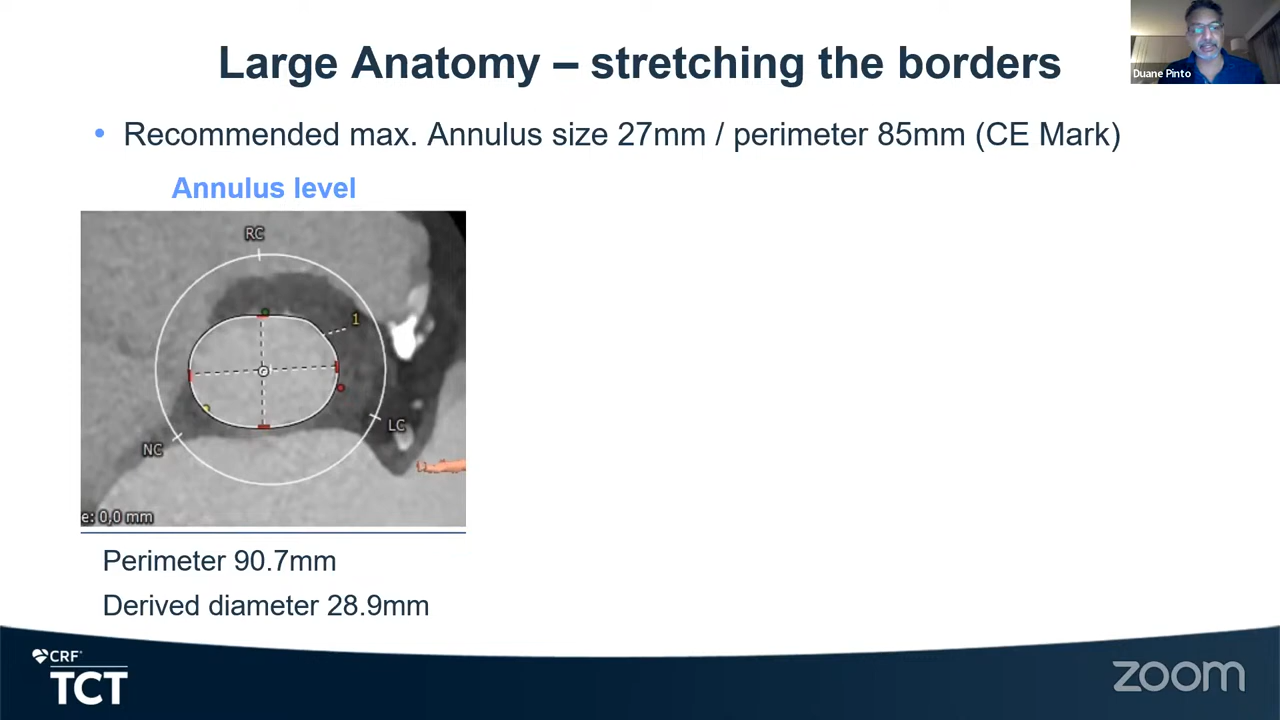 Large Anatomy – stretching the borders
Duane Pinto
• Recommended max. Annulus size 27mm / perimeter 85mm (CE Mark)
Annulus level
RC
1
LC
NC
e: 0,0 mm
Perimeter 90.7mm
Derived diameter 28.9mm
CRF
TCT
zoom